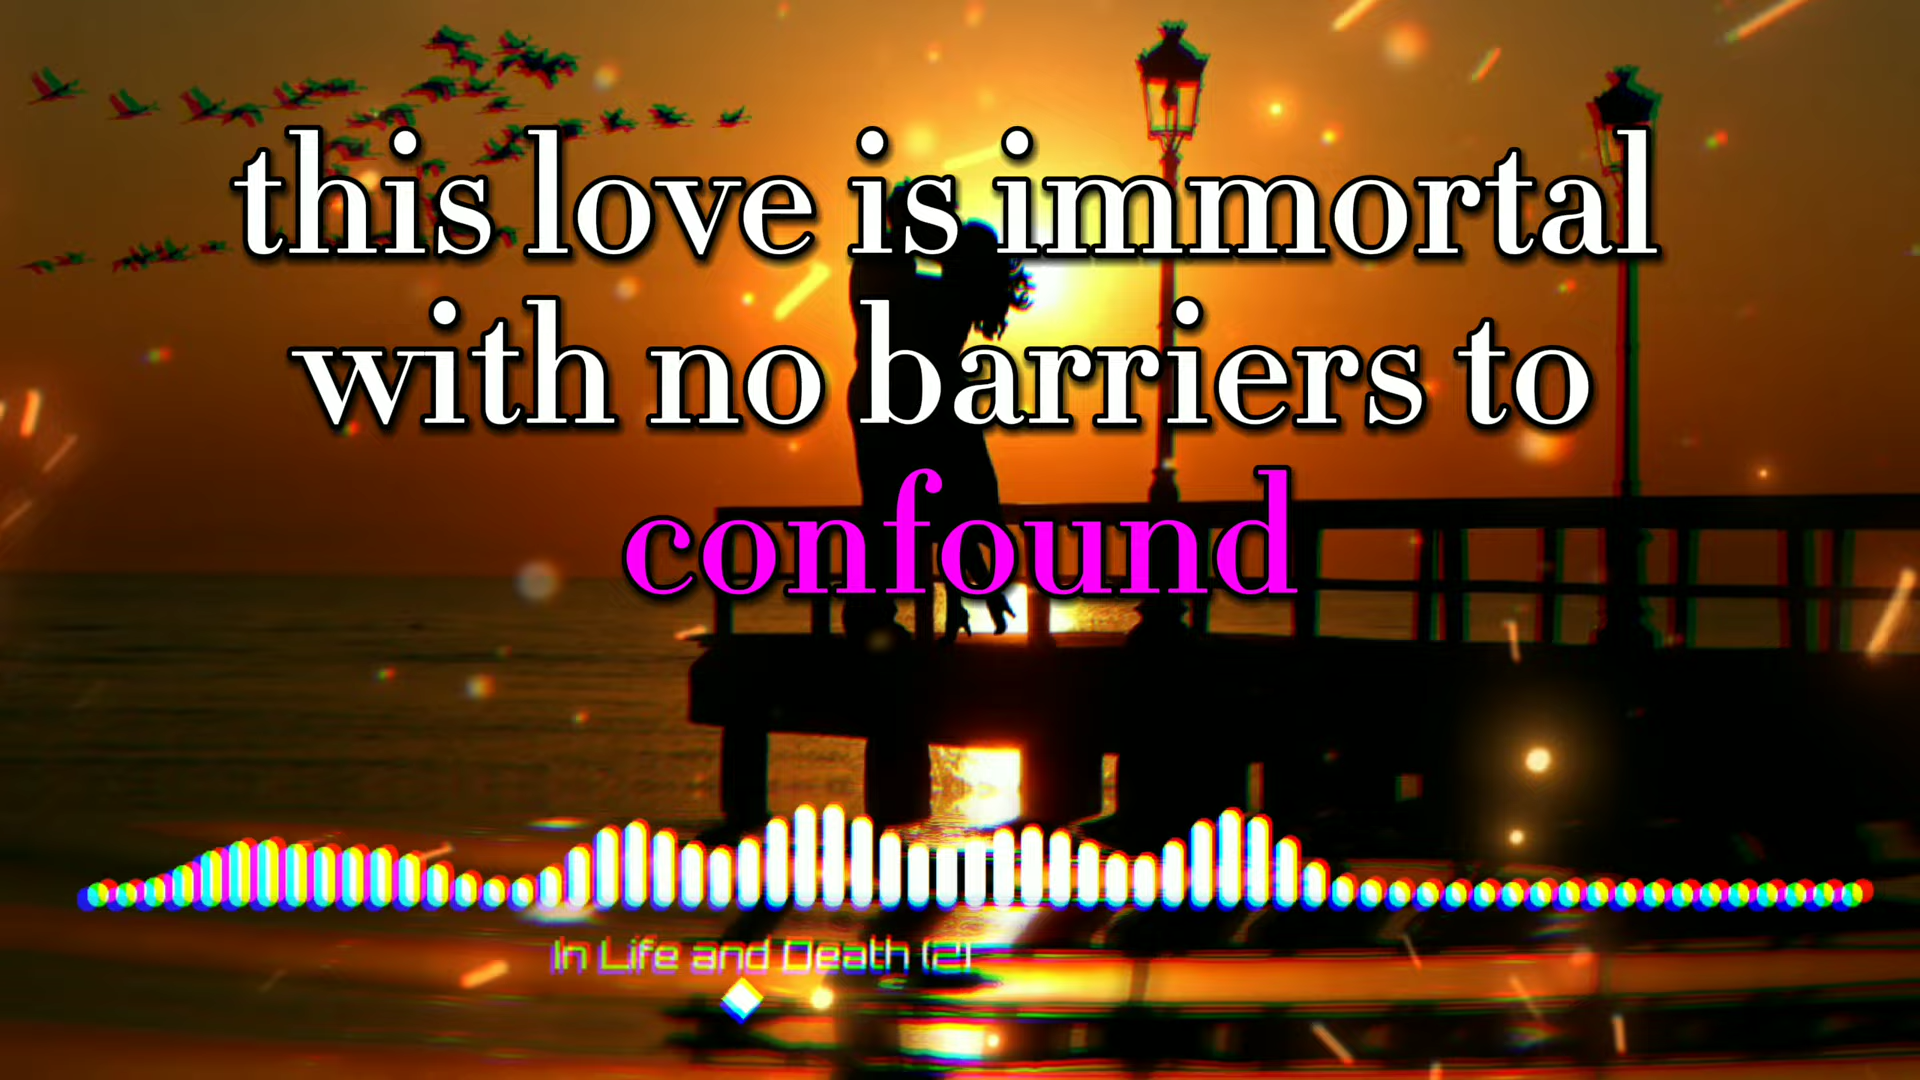 this love is immortal
with no barriers to
confound
In Life and Death (2)